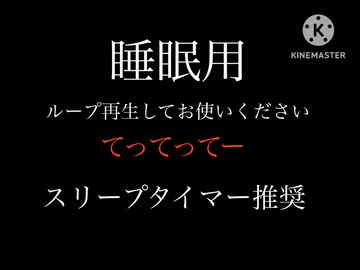 睡眠用
KINEMASTER
ループ再生してお使いください
てってってー
スリープタイマー推奨